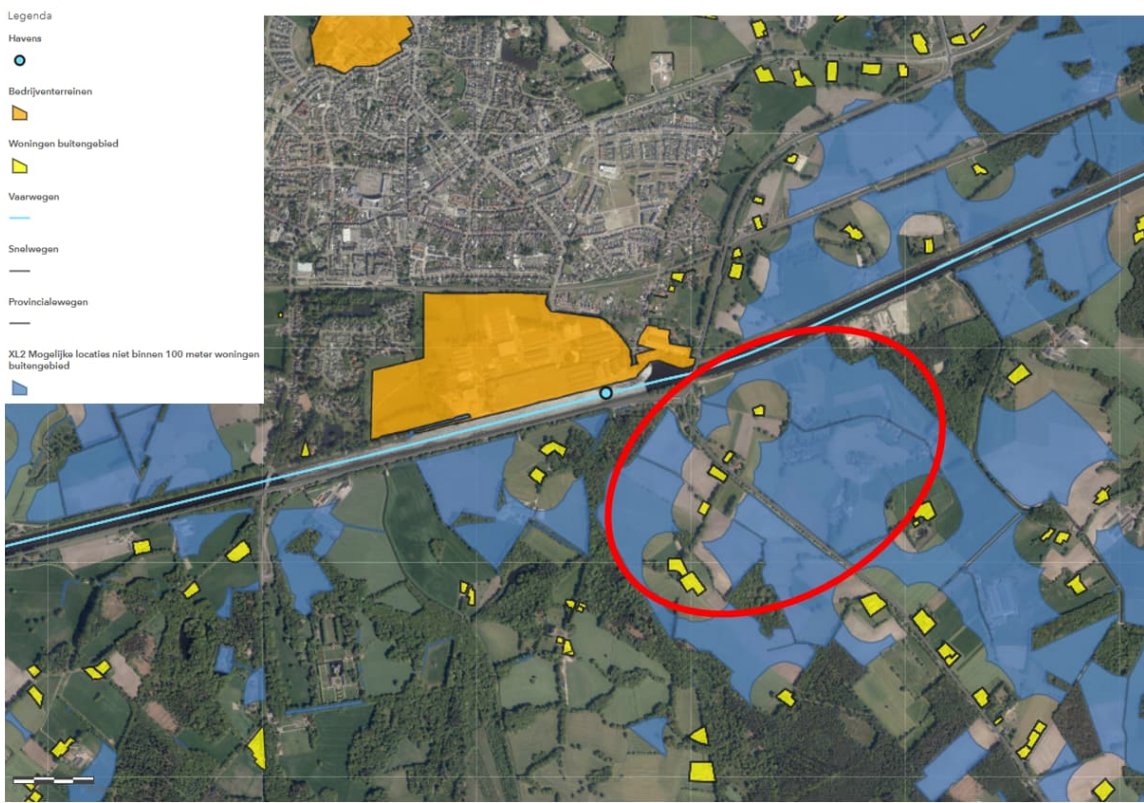 Legenda
Havens
Bedrijventerreinen
Woningen buitengebied
Vaarwegen
Snelwegen
Provincialewegen
XL2 Mogelijke locaties niet binnen 100 meter woningen
buitengebied